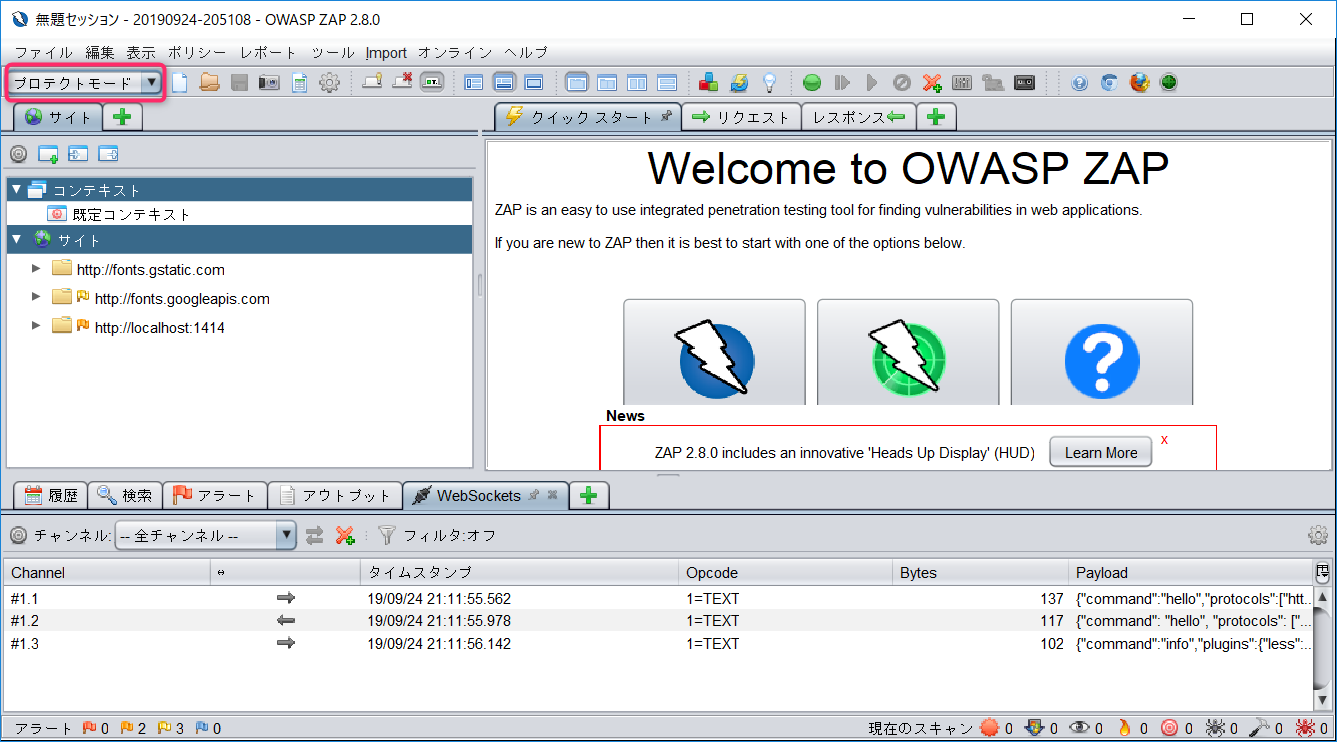 無題セッション - 20190924-205108 - OWASP ZAP 2.8.0
ファイル 編集 表示 ポリシー レポート ツール Import オンライン ヘルプ
プロテクトモード
サイト
クイック スタート リクエスト レスポンス
コンテキスト
既定コンテキスト
サイト
http://fonts.gstatic.com
http://fonts.googleapis.com
http://localhost:1414
Welcome to OWASP ZAP
ZAP is an easy to use integrated penetration testing tool for finding vulnerabilities in web applications.
If you are new to ZAP then it is best to start with one of the options below.
News
ZAP 2.8.0 includes an innovative 'Heads Up Display' (HUD) Learn More X
履歴 検索 アラート アウトプット WebSockets
チャンネル: -- 全チャンネル -- フィルタ:オフ
Channel ↔ タイムスタンプ Opcode Bytes Payload
#1.1 19/09/24 21:11:55.562 1=TEXT 137 {"command":"hello","protocols":["htt...
#1.2 19/09/24 21:11:55.978 1=TEXT 117 {"command": "hello", "protocols": ["...
#1.3 19/09/24 21:11:56.142 1=TEXT 102 {"command":"info","plugins":{"less":...
アラート 0 2 3 0 現在のスキャン 0 0 0 0 0 0 0 0